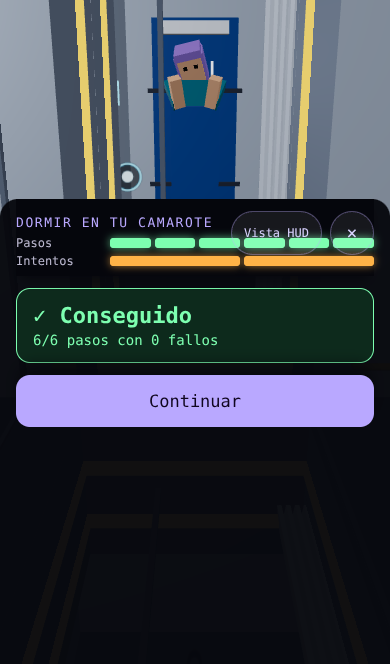 DORMIR EN TU CAMAROTE
Vista HUD
×
Pasos
Intentos
✓ Conseguido
6/6 pasos con 0 fallos
Continuar